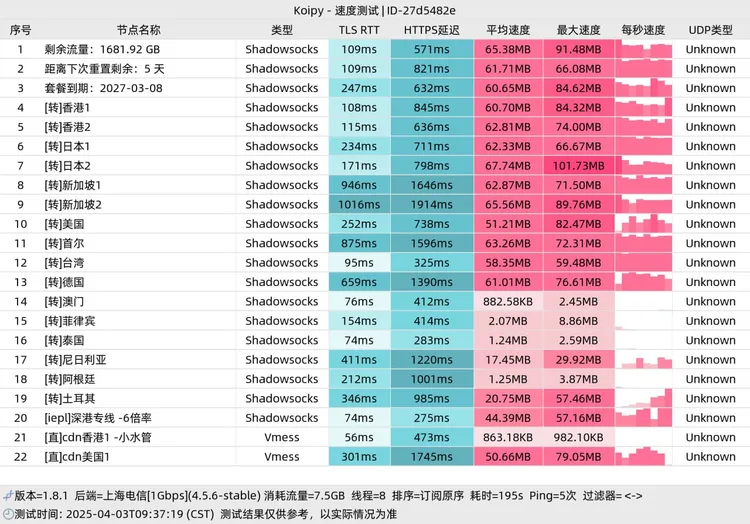 Koipy - 速度测试 | ID-27d5482e
序号 节点名称 类型 TLS RTT HTTPS延迟 平均速度 最大速度 每秒速度 UDP类型
1 剩余流量：1681.92 GB Shadowsocks 109ms 571ms 65.38MB 91.48MB Unknown
2 距离下次重置剩余：5 天 Shadowsocks 109ms 821ms 61.71MB 66.08MB Unknown
3 套餐到期：2027-03-08 Shadowsocks 247ms 632ms 60.65MB 84.62MB Unknown
4 [转]香港1 Shadowsocks 108ms 845ms 60.70MB 84.32MB Unknown
5 [转]香港2 Shadowsocks 115ms 636ms 62.81MB 74.00MB Unknown
6 [转]日本1 Shadowsocks 234ms 711ms 62.33MB 66.67MB Unknown
7 [转]日本2 Shadowsocks 171ms 798ms 67.74MB 101.73MB Unknown
8 [转]新加坡1 Shadowsocks 946ms 1646ms 62.87MB 71.50MB Unknown
9 [转]新加坡2 Shadowsocks 1016ms 1914ms 65.56MB 89.76MB Unknown
10 [转]美国 Shadowsocks 252ms 738ms 51.21MB 82.47MB Unknown
11 [转]首尔 Shadowsocks 875ms 1596ms 63.26MB 72.31MB Unknown
12 [转]台湾 Shadowsocks 95ms 325ms 58.35MB 59.48MB Unknown
13 [转]德国 Shadowsocks 659ms 1390ms 61.01MB 76.61MB Unknown
14 [转]澳门 Shadowsocks 76ms 412ms 882.58KB 2.45MB Unknown
15 [转]菲律宾 Shadowsocks 154ms 414ms 2.07MB 8.86MB Unknown
16 [转]泰国 Shadowsocks 74ms 283ms 1.24MB 2.59MB Unknown
17 [转]尼日利亚 Shadowsocks 411ms 1220ms 17.45MB 29.92MB Unknown
18 [转]阿根廷 Shadowsocks 212ms 1001ms 1.25MB 3.87MB Unknown
19 [转]土耳其 Shadowsocks 346ms 985ms 20.75MB 57.46MB Unknown
20 [iepl]深港专线 -6倍率 Shadowsocks 74ms 275ms 44.39MB 57.16MB Unknown
21 [直]cdn香港1 -小水管 Vmess 56ms 473ms 863.18KB 982.10KB Unknown
22 [直]cdn美国1 Vmess 301ms 1745ms 50.66MB 79.05MB Unknown
版本=1.8.1 后端=上海电信[1Gbps](4.5.6-stable) 消耗流量=7.5GB 线程=8 排序=订阅原序 耗时=195s Ping=5次 过滤器= <->
测试时间: 2025-04-03T09:37:19 (CST) 测试结果仅供参考，以实际情况为准